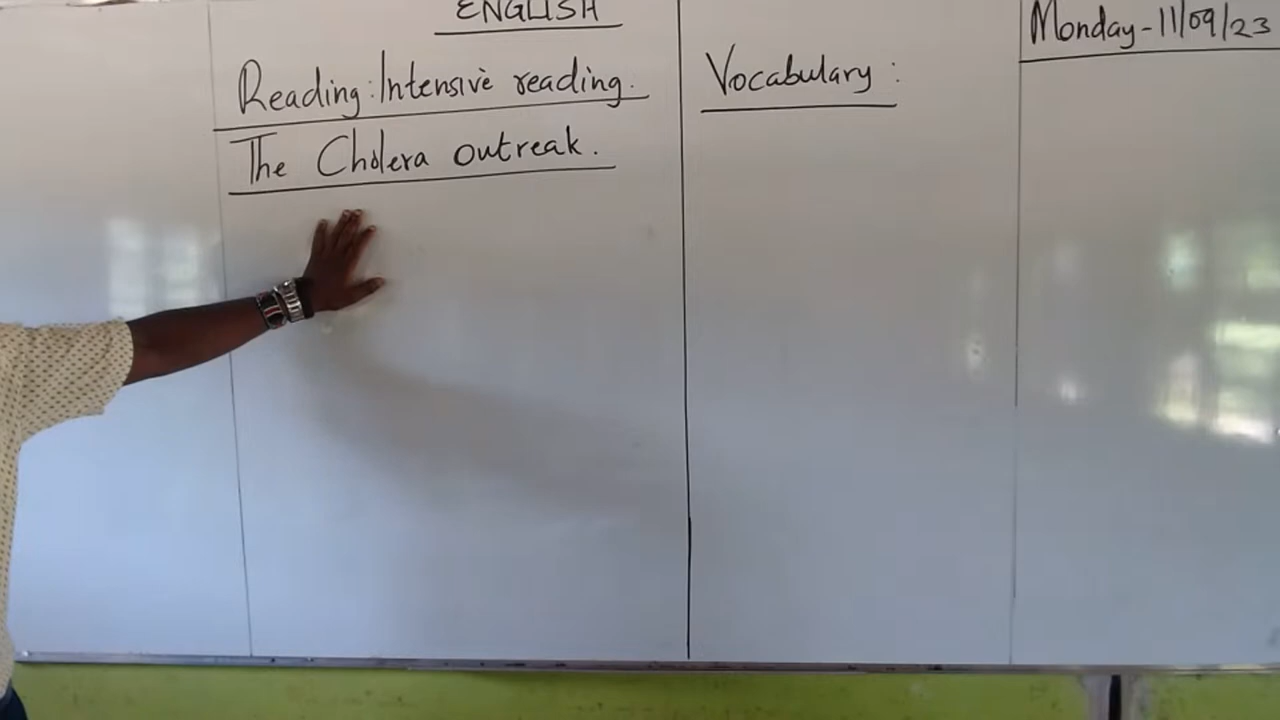 ENGLISH
Reading: Intensive reading.
The Cholera outreak.
Vocabulary :
Monday - 11/09/23